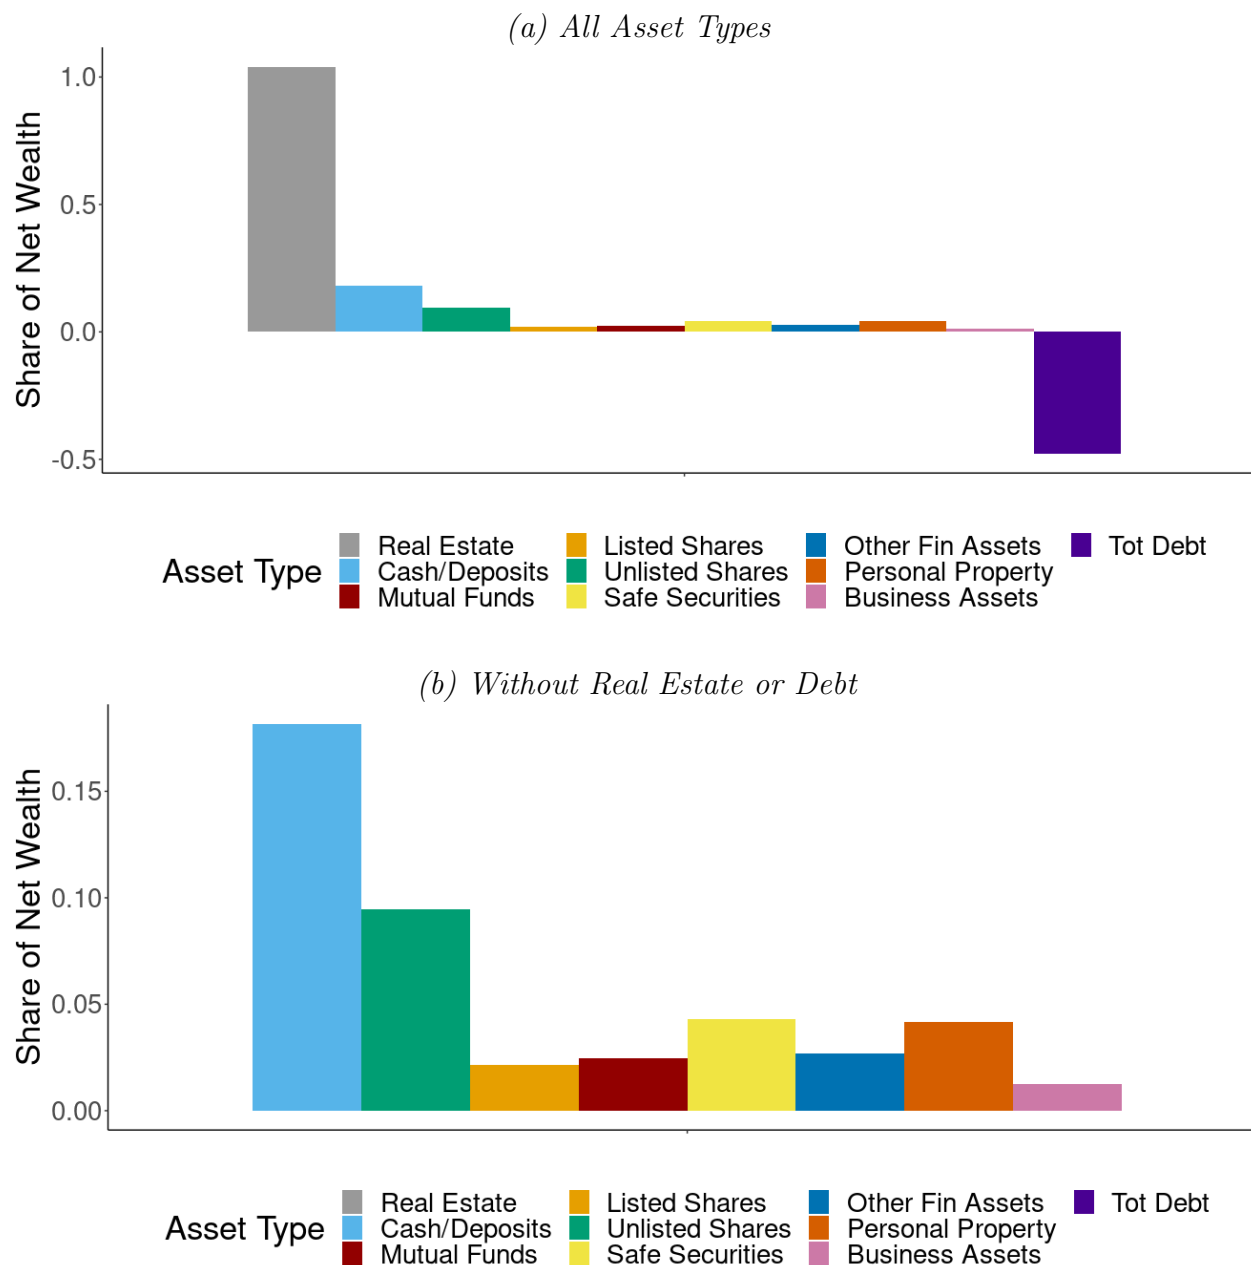 (a) All Asset Types
Share of Net Wealth
1.0
0.5
0.0
-0.5
Asset Type
Real Estate
Cash/Deposits
Mutual Funds
Listed Shares
Unlisted Shares
Safe Securities
Other Fin Assets
Personal Property
Business Assets
Tot Debt
(b) Without Real Estate or Debt
Share of Net Wealth
0.15
0.10
0.05
0.00
Asset Type
Real Estate
Cash/Deposits
Mutual Funds
Listed Shares
Unlisted Shares
Safe Securities
Other Fin Assets
Personal Property
Business Assets
Tot Debt